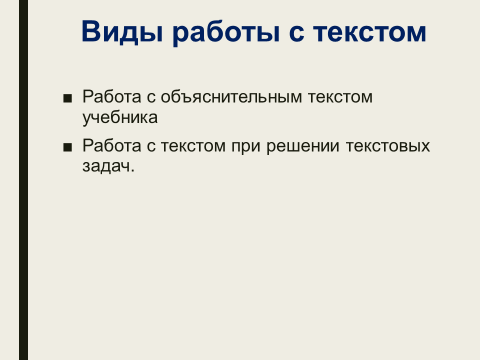 Виды работы с текстом
■ Работа с объяснительным текстом
учебника
■ Работа с текстом при решении текстовых
задач.